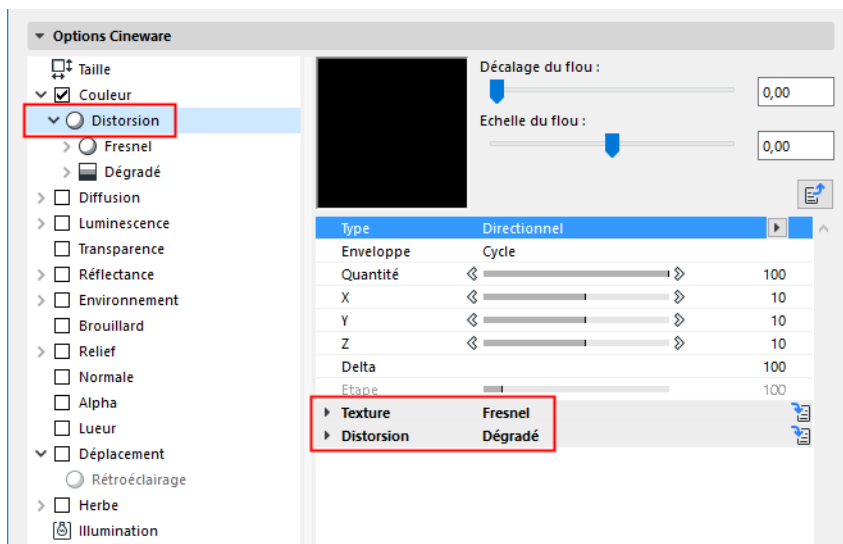 Options Cineware
Taille
Couleur
Distorsion
Fresnel
Dégradé
Diffusion
Luminescence
Transparence
Réflectance
Environnement
Brouillard
Relief
Normale
Alpha
Lueur
Déplacement
Rétroéclairage
Herbe
Illumination
Décalage du flou :
0,00
Echelle du flou :
0,00
Type Directionnel
Enveloppe Cycle
Quantité 100
X 10
Y 10
Z 10
Delta 100
Etape 100
Texture Fresnel
Distorsion Dégradé